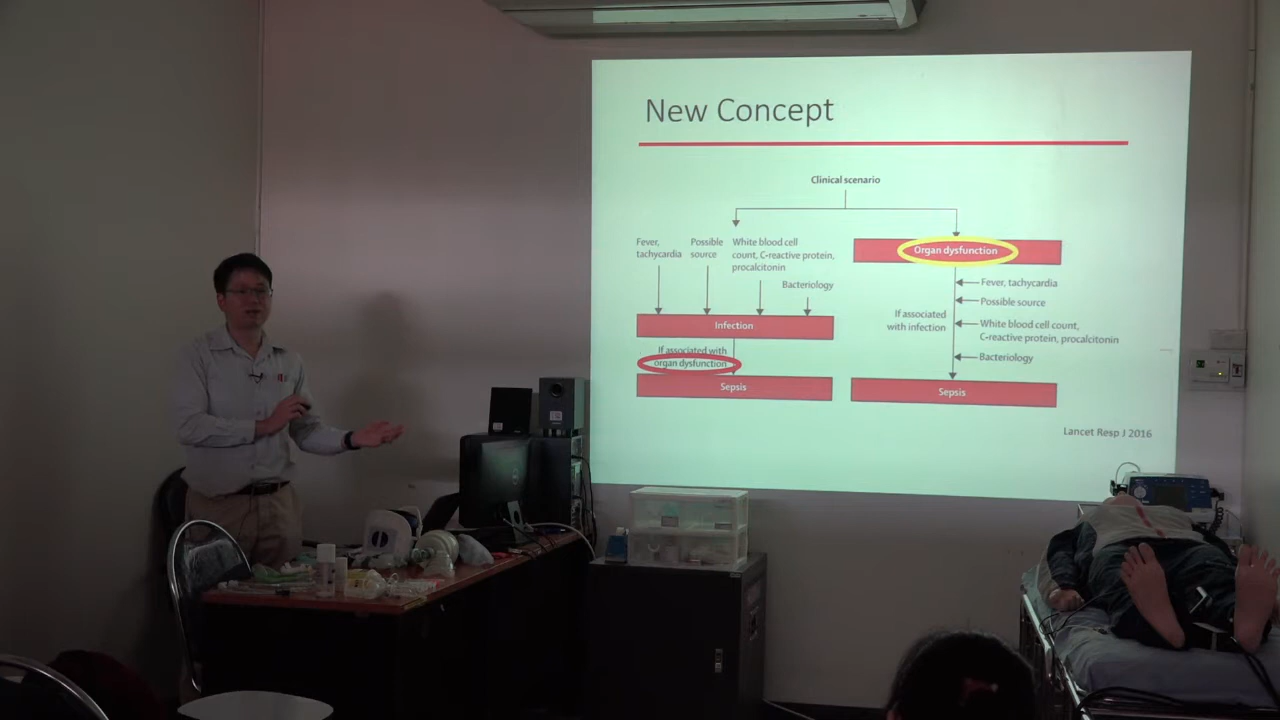 New Concept
Clinical scenario
Fever,
tachycardia
Possible
source
White blood cell
count, C-reactive protein,
procalcitonin
Bacteriology
Infection
If associated with
organ dysfunction
Sepsis
Organ dysfunction
Fever, tachycardia
Possible source
If associated
with infection
White blood cell count,
C-reactive protein, procalcitonin
Bacteriology
Sepsis
Lancet Resp J 2016